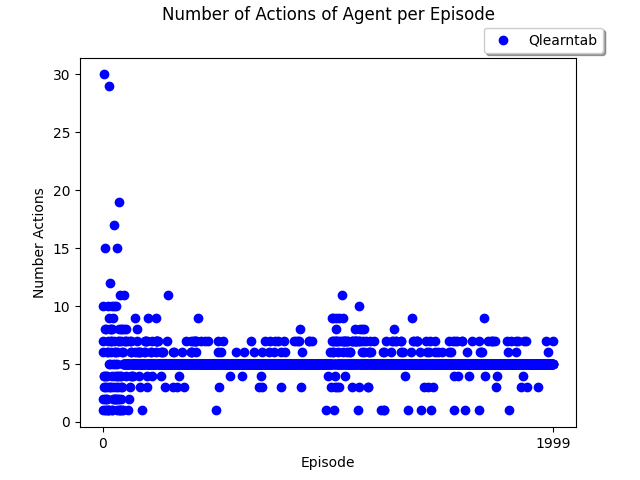 Number of Actions of Agent per Episode
Qlearntab
30
25
20
15
10
5
0
Number Actions
0 1999
Episode